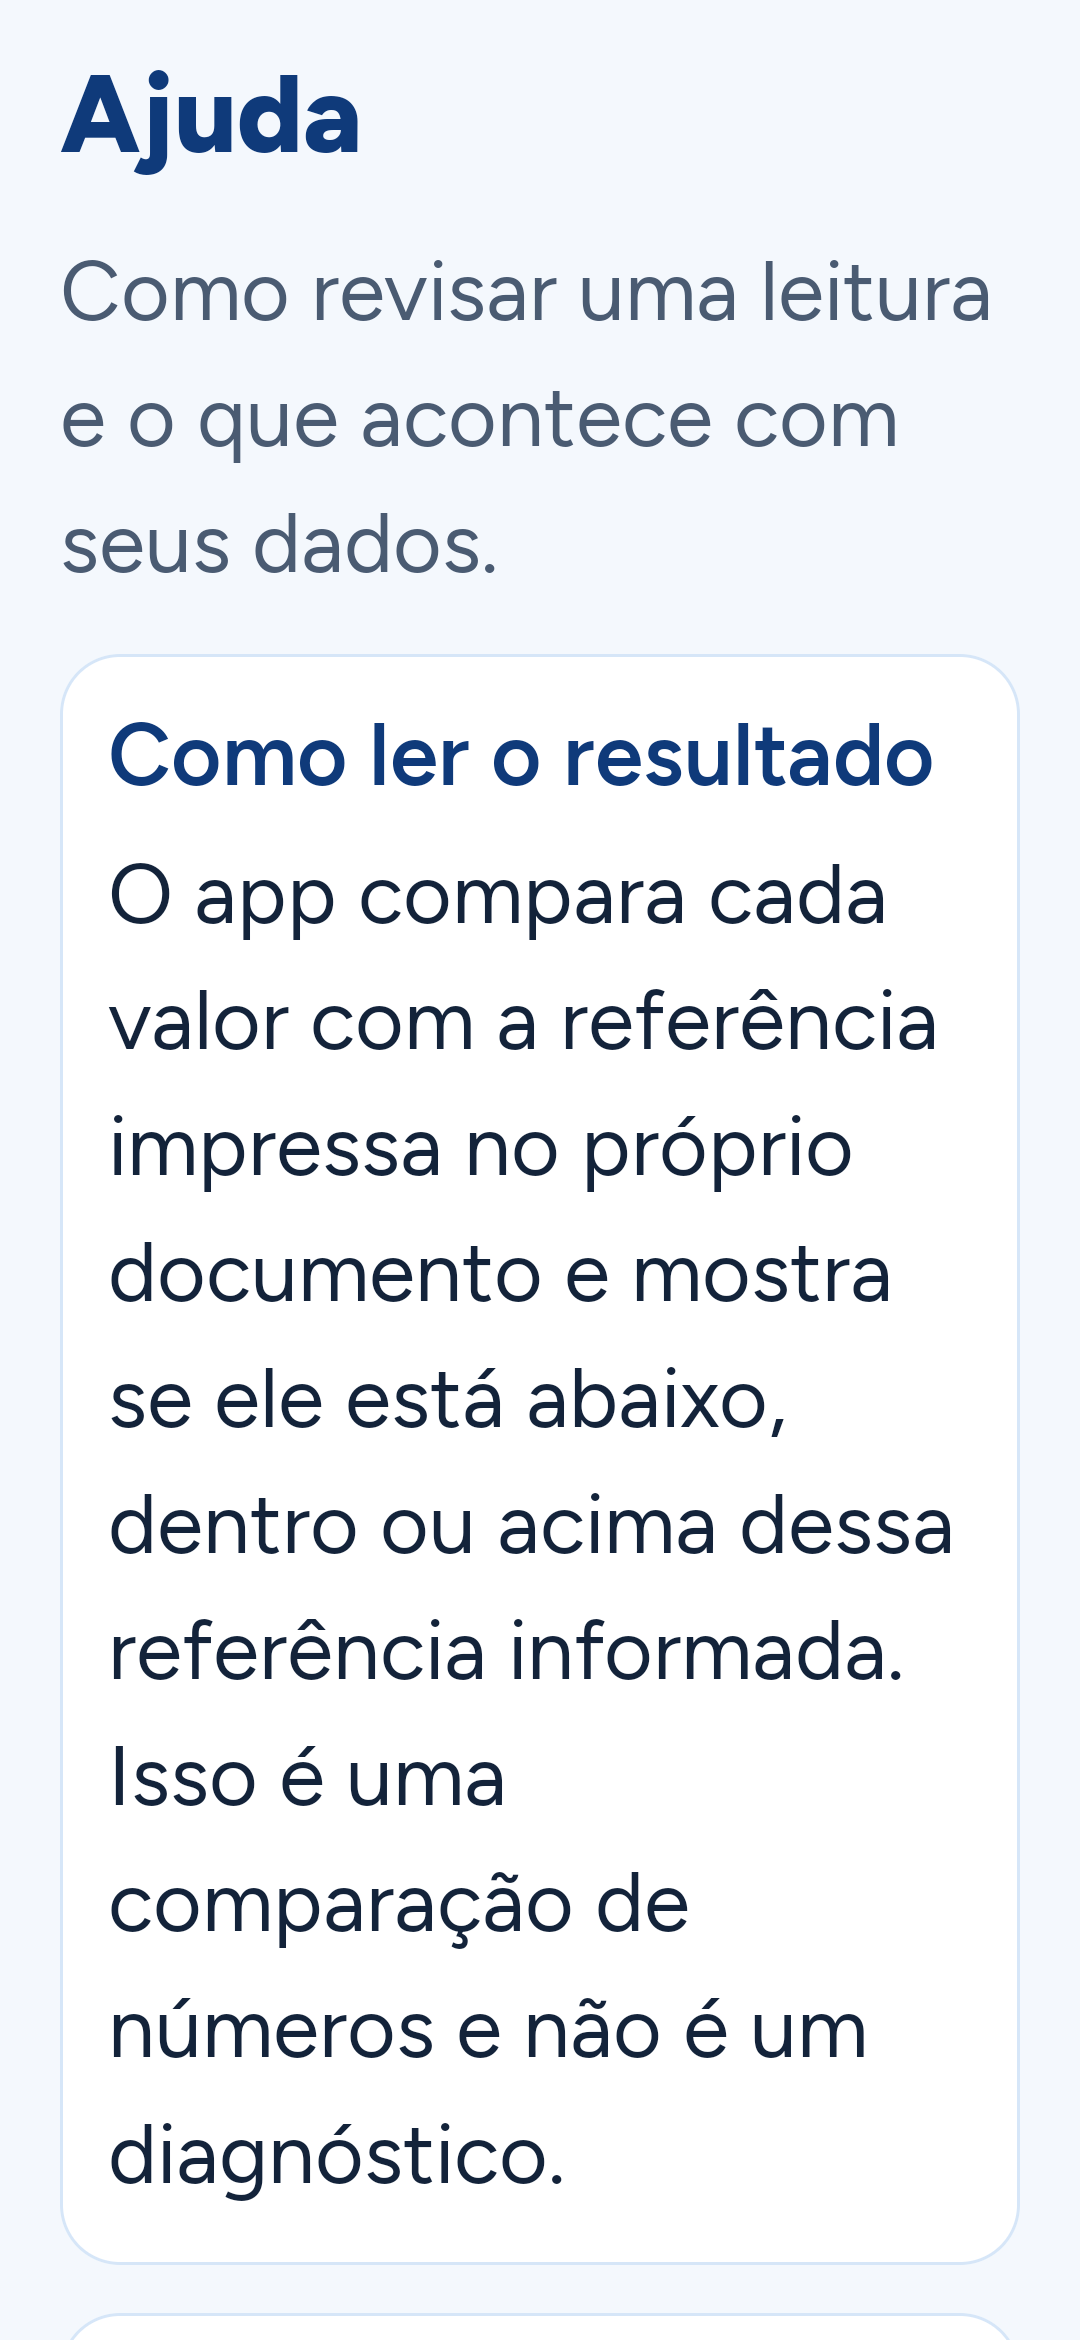 Ajuda
Como revisar uma leitura
e o que acontece com
seus dados.
Como ler o resultado
O app compara cada
valor com a referência
impressa no próprio
documento e mostra
se ele está abaixo,
dentro ou acima dessa
referência informada.
Isso é uma
comparação de
números e não é um
diagnóstico.